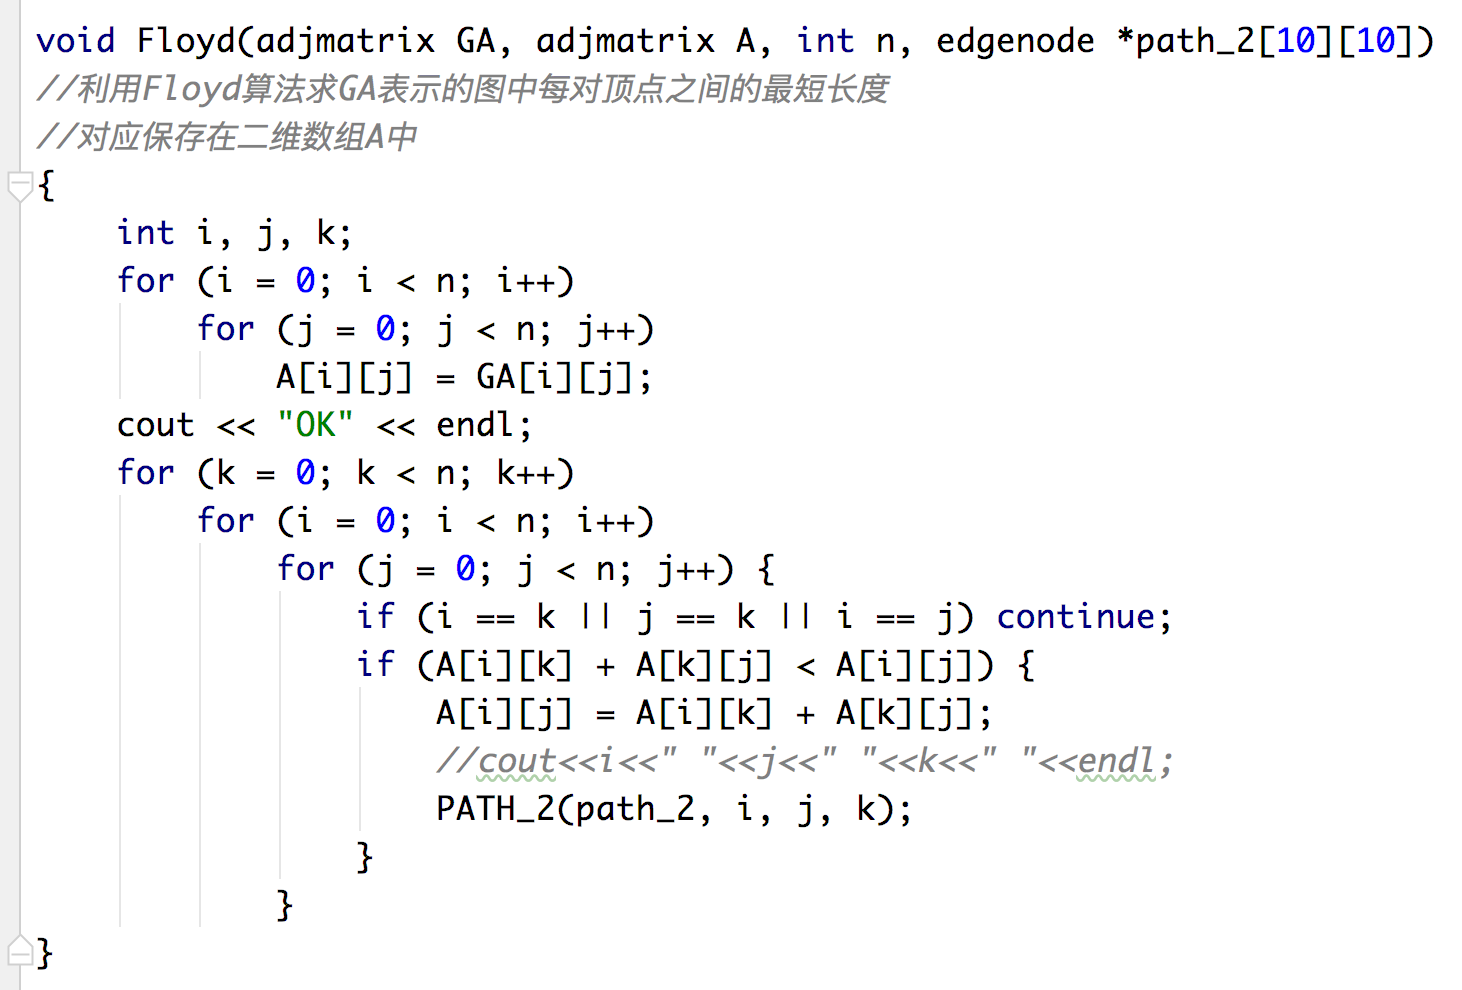 void Floyd(adjmatrix GA, adjmatrix A, int n, edgenode *path_2[10][10])
//利用Floyd算法求GA表示的图中每对顶点之间的最短长度
//对应保存在二维数组A中
{
    int i, j, k;
    for (i = 0; i < n; i++)
        for (j = 0; j < n; j++)
            A[i][j] = GA[i][j];
    cout << "OK" << endl;
    for (k = 0; k < n; k++)
        for (i = 0; i < n; i++)
            for (j = 0; j < n; j++) {
                if (i == k || j == k || i == j) continue;
                if (A[i][k] + A[k][j] < A[i][j]) {
                    A[i][j] = A[i][k] + A[k][j];
                    //cout<<i<<" "<<j<<" "<<k<<" "<<endl;
                    PATH_2(path_2, i, j, k);
                }
            }
}